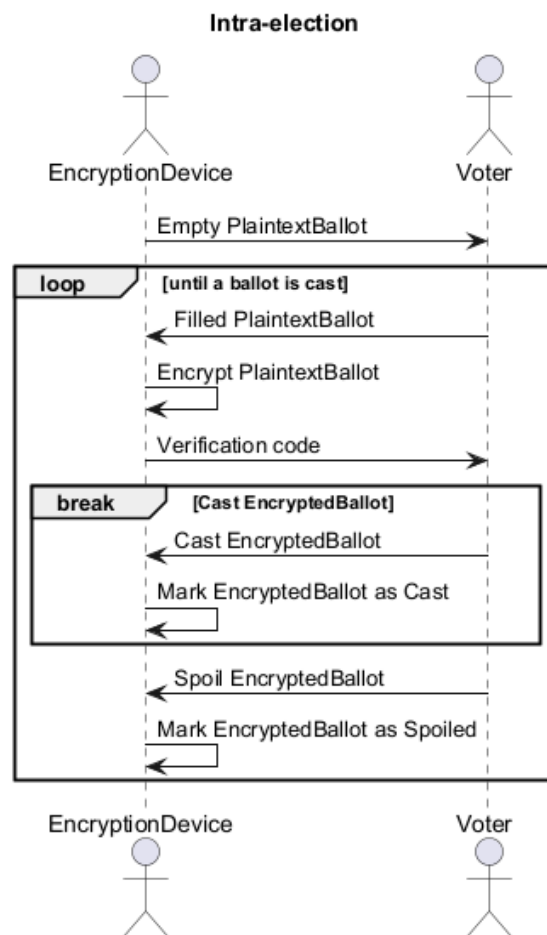 Intra-election
EncryptionDevice Voter
Empty PlaintextBallot
loop [until a ballot is cast]
Filled PlaintextBallot
Encrypt PlaintextBallot
Verification code
break [Cast EncryptedBallot]
Cast EncryptedBallot
Mark EncryptedBallot as Cast
Spoil EncryptedBallot
Mark EncryptedBallot as Spoiled
EncryptionDevice Voter